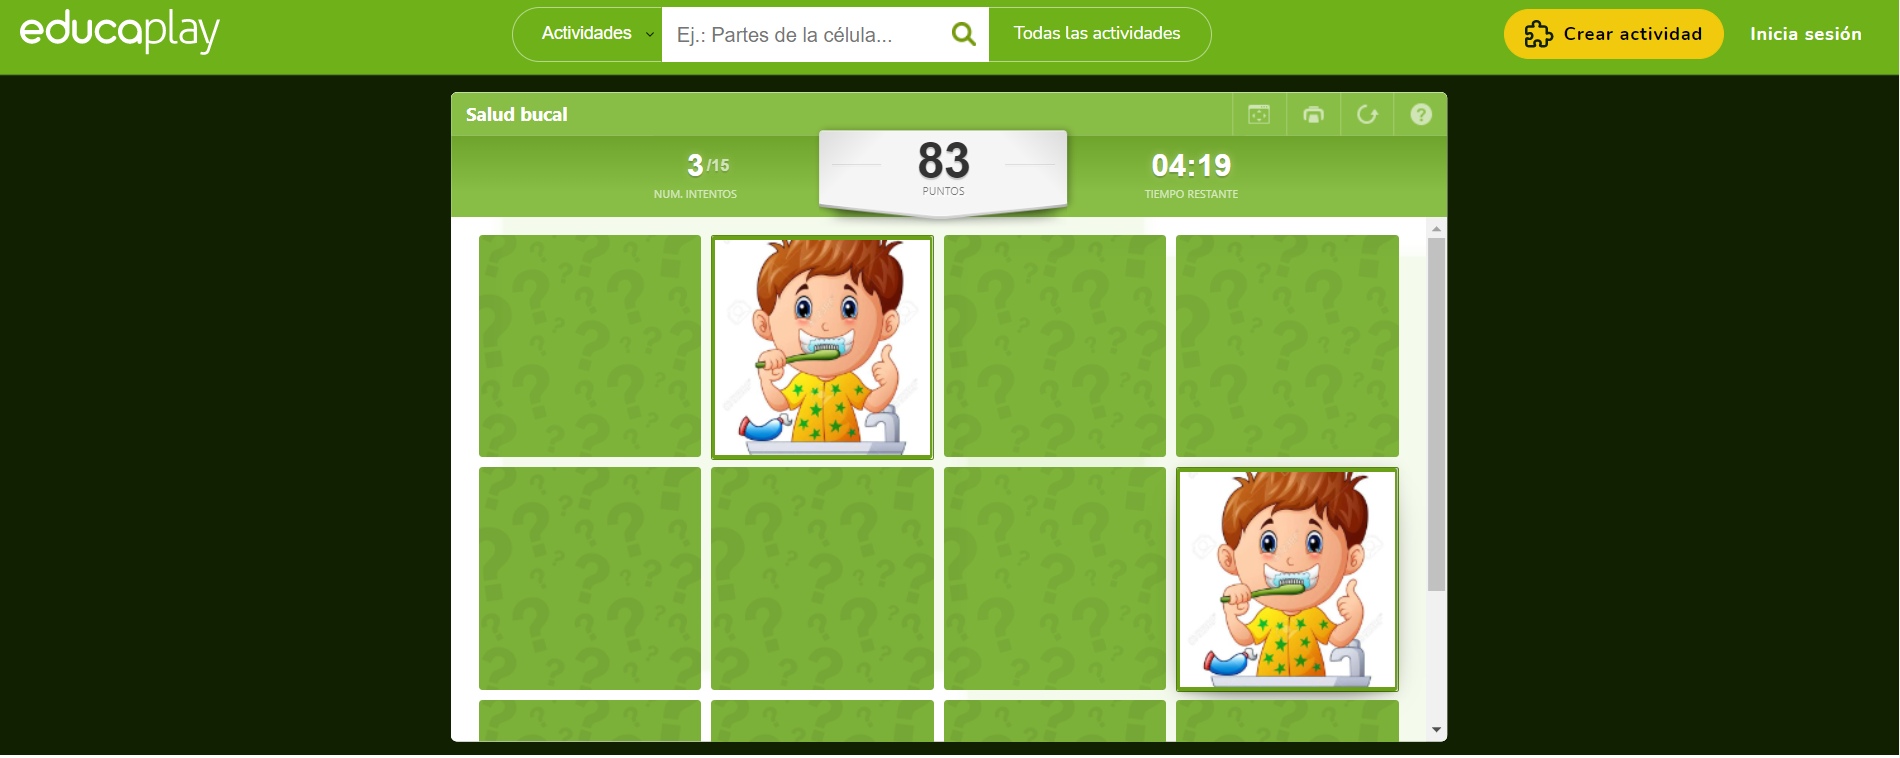 educaplay
Actividades
Ej.: Partes de la célula...
Todas las actividades
Crear actividad
Inicia sesión
Salud bucal
?
3/15
NUM. INTENTOS
83
PUNTOS
04:19
TIEMPO RESTANTE